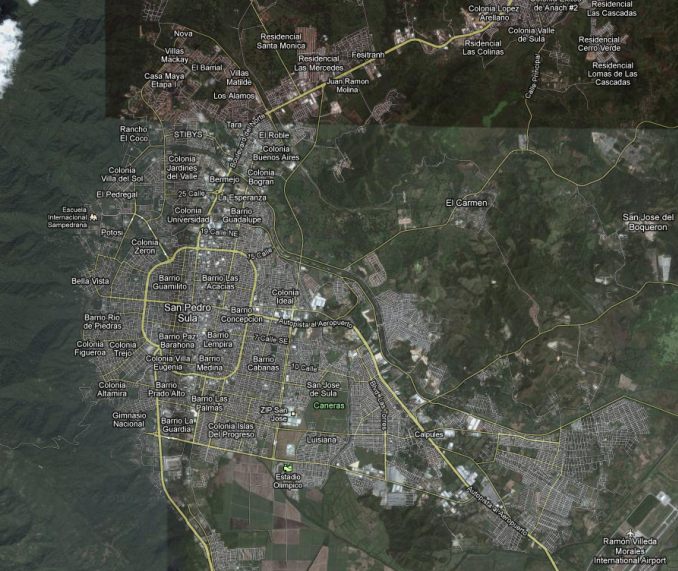 Colonia Lopez
Arellano
de Anach #2
Residencial
Las Cascadas
Nova
Residencial
Santa Monica
Colonia Valle
de Sula
Rsidencial
Las Colinas
Residencial
Cerro Verde
Villas
Mackay
El Barrial
Residencial
Las Mercedes
Fesitranh
Residencial
Lomas de Las
Cascadas
Casa Maya
Etapa I
Villas
Matilde
Juan Ramon
Molina
Los Alamos
Calle Principal
Tara
Boulevard del Norte
Rancho
El Coco
STIBYS
El Roble
Colonia
Buenos Aires
Colonia
Jardines
del Valle
Colonia
Villa del Sol
Bermejo
Colonia
Bogran
El Pedregal
25 Calle
La Esperanza
El Carmen
Escuela
Internacional
Sampedrana
Colonia
Universidad
Barrio
Guadalupe
San Jose del
Boqueron
Potosi
Colonia
Zeron
Bella Vista
Barrio
Guamilito
Barrio Las
Acacias
Colonia
Ideal
Barrio Rio
de Piedras
San Pedro
Sula
Barrio
Concepcion
Autopista al Aeropuerto
Colonia
Figueroa
Colonia
Trejo
Barrio Paz
Barahona
Barrio
Lempira
7 Calle SE
Colonia Villa
Eugenia
Barrio
Medina
Barrio
Cabanas
10 Calle
Colonia
Altamira
Barrio
Prado Alto
Barrio Las
Palmas
San Jose
de Sula
Caneras
Gimnasio
Nacional
Barrio La
Guardia
Colonia Islas
Del Progreso
ZIP San
Jose
Luisiana
Calpules
Estadio
Olimpico
Autopista al Aeropuerto
Ramón Villeda
Morales
International Airport